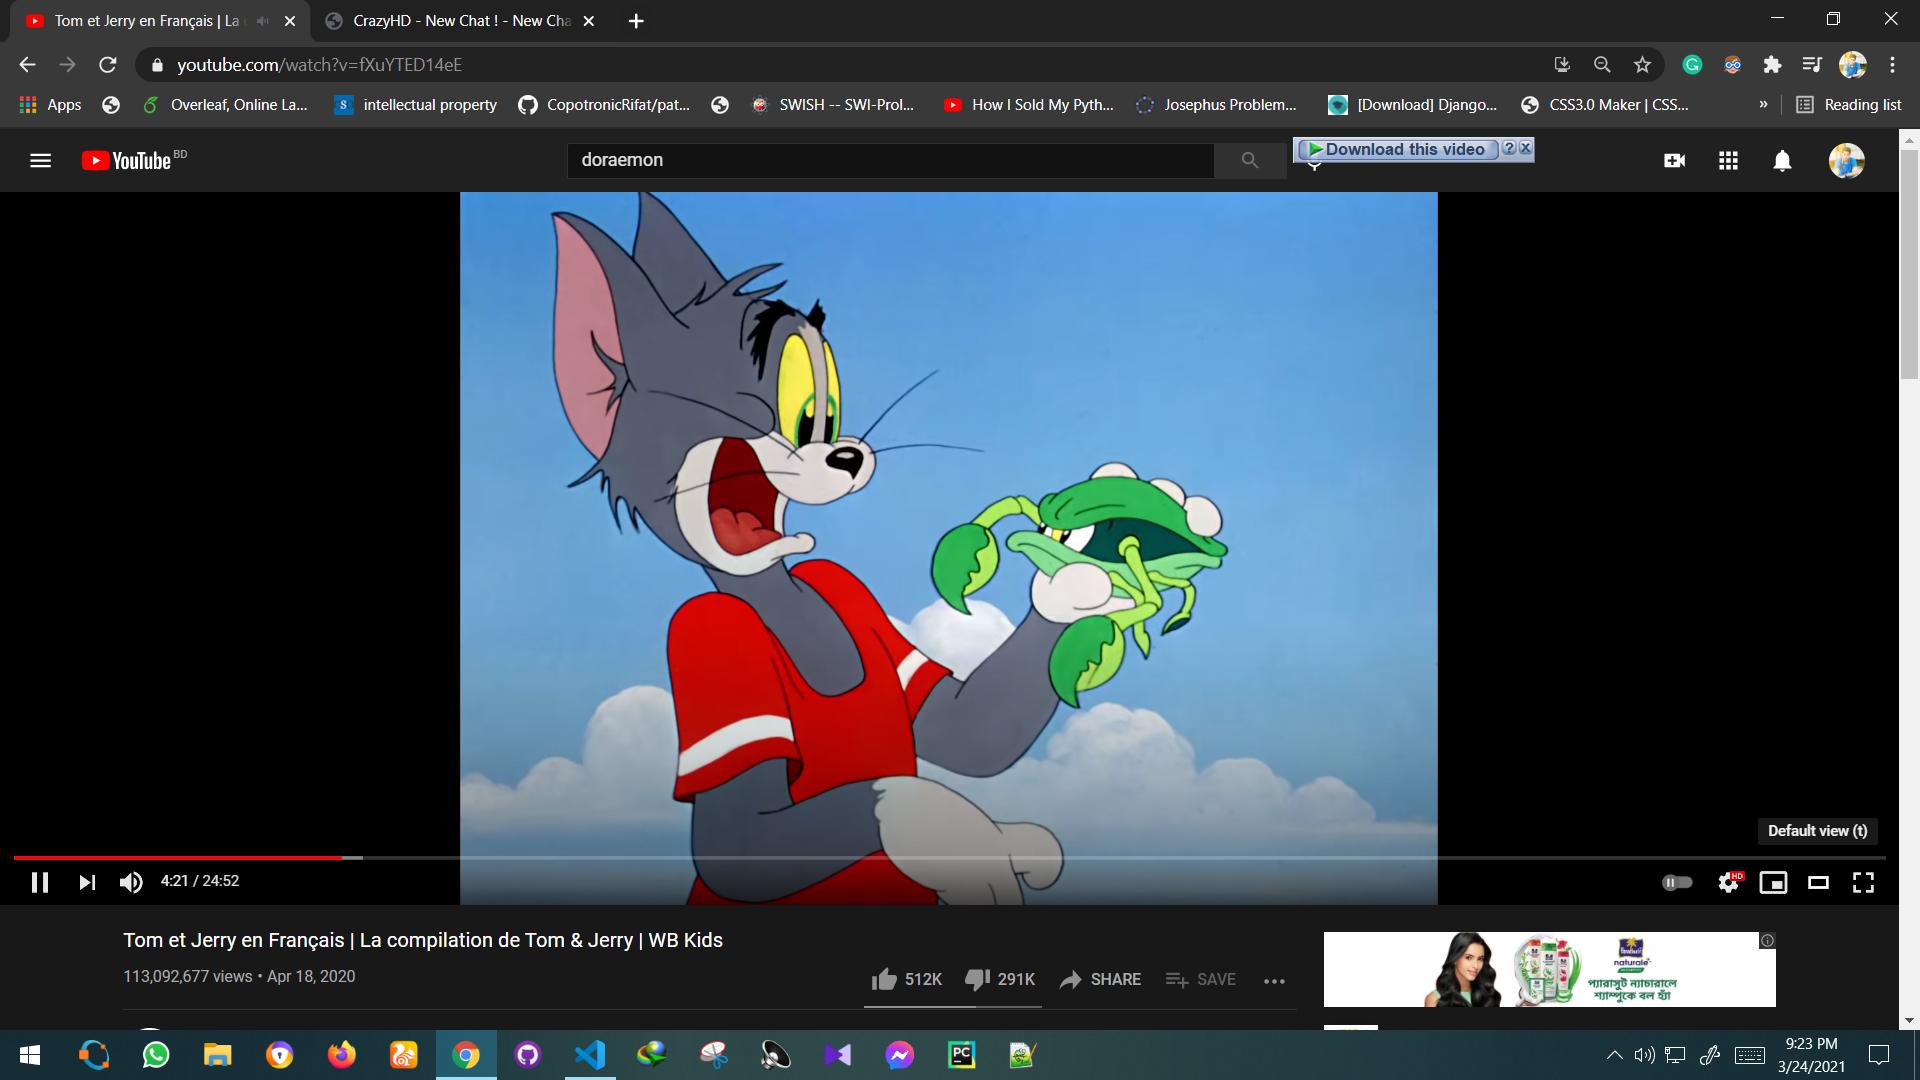 Tom et Jerry en Français | La
CrazyHD - New Chat ! - New Cha
youtube.com/watch?v=fXuYTED14eE
Apps
Overleaf, Online La...
S intellectual property
CopotronicRifat/pat...
SWISH -- SWI-Prol...
How I Sold My Pyth...
Josephus Problem...
[Download] Django...
CSS3.0 Maker | CSS...
»
Reading list
YouTube BD
doraemon
Download this video ?
Default view (t)
4:21 / 24:52
HD
Tom et Jerry en Français | La compilation de Tom & Jerry | WB Kids
113,092,677 views • Apr 18, 2020
512K
291K
SHARE
SAVE
Parachute
naturale
প্যারাসুট ন্যাচারালে
শ্যাম্পুকে বল হ্যাঁ
PC
9:23 PM
3/24/2021